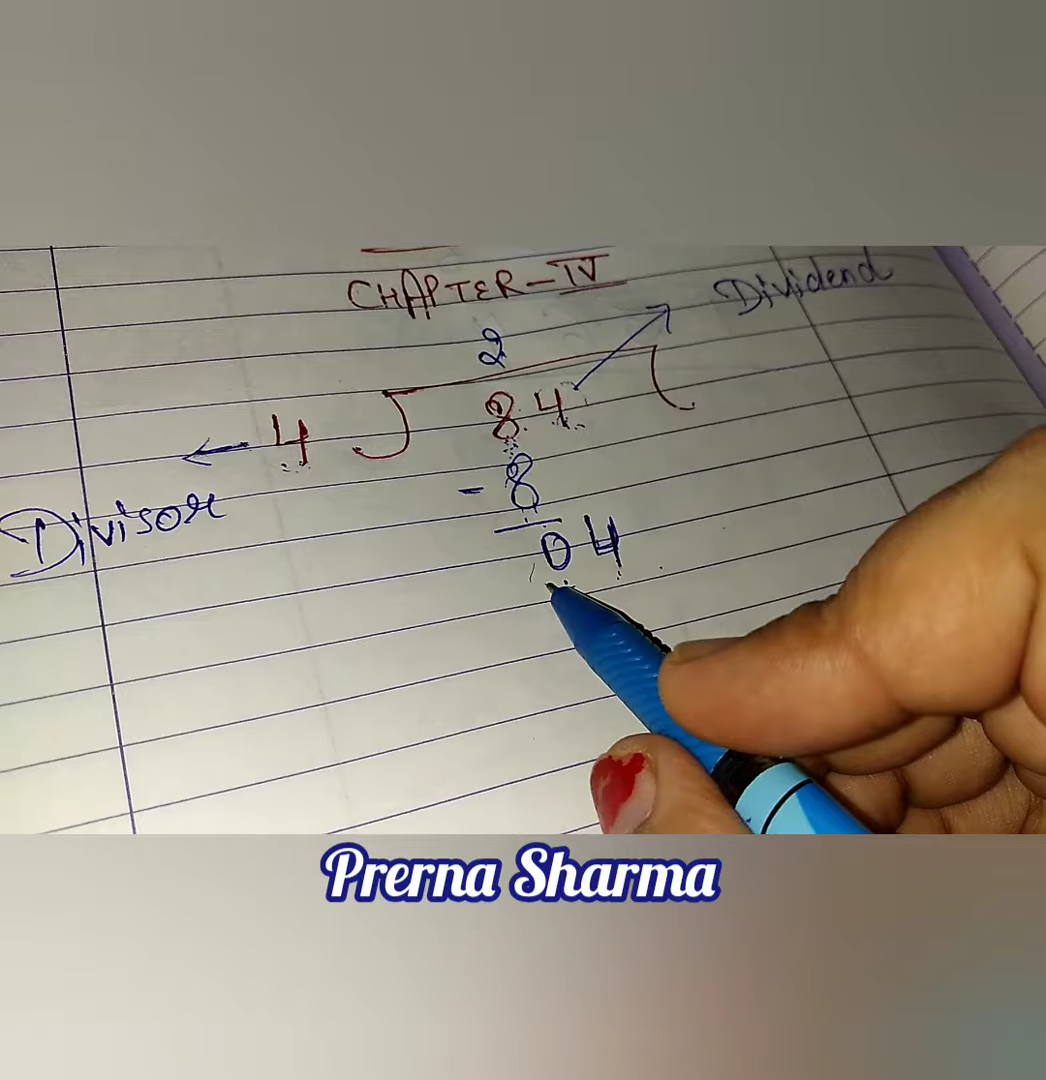 CHAPTER-IV
Dividend
2
4 84
Divisor
- 8
04
Prerna Sharma